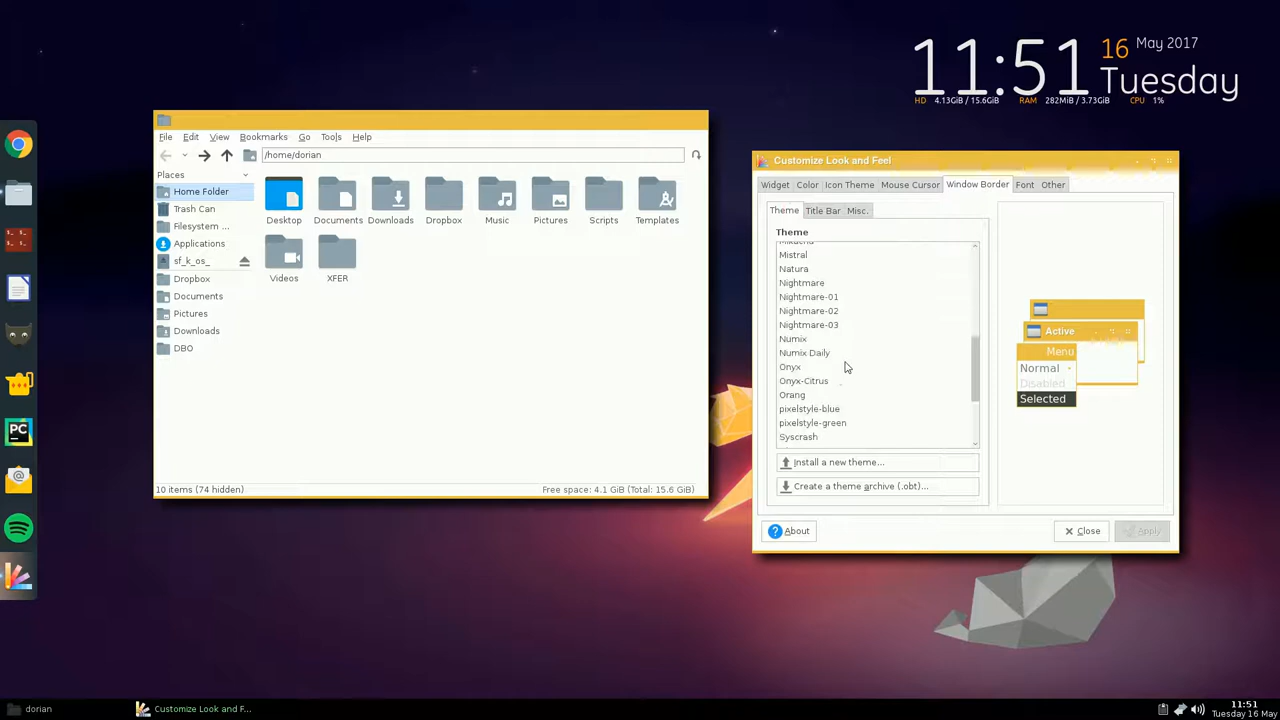 11:51
16 May 2017
Tuesday
HD 4.13GiB / 15.6GiB RAM 282MiB / 3.73GiB CPU 1%
File Edit View Bookmarks Go Tools Help
/home/dorian
Places
Home Folder
Trash Can
Filesystem ...
Applications
sf_k_os_
Dropbox
Documents
Pictures
Downloads
DBO
Desktop Documents Downloads Dropbox Music Pictures Scripts Templates
Videos XFER
10 items (74 hidden) Free space: 4.1 GiB (Total: 15.6 GiB)
Customize Look and Feel
Widget Color Icon Theme Mouse Cursor Window Border Font Other
Theme Title Bar Misc.
Theme
Mistral
Natura
Nightmare
Nightmare-01
Nightmare-02
Nightmare-03
Numix
Numix Daily
Onyx
Onyx-Citrus
Orang
pixelstyle-blue
pixelstyle-green
Syscrash
Install a new theme...
Create a theme archive (.obt)...
Active
Menu
Normal
Disabled
Selected
About Close Apply
PC
dorian Customize Look and F...
11:51
Tuesday 16 May